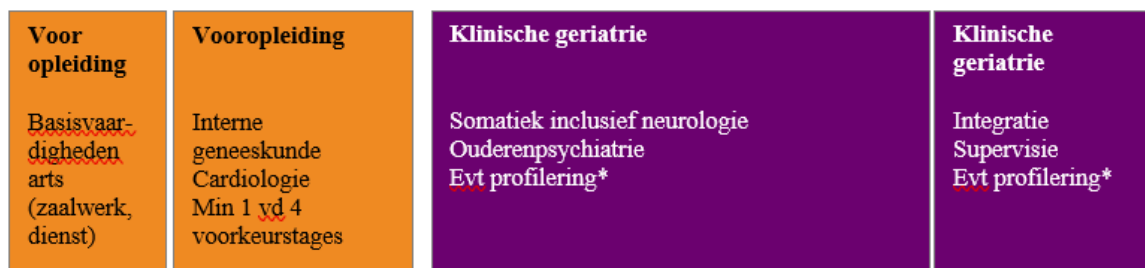 Voor
opleiding
Basisvaar-
digheden
arts
(zaalwerk,
dienst)
Vooropleiding
Interne
geneeskunde
Cardiologie
Min 1 vd 4
voorkeurstages
Klinische geriatrie
Somatiek inclusief neurologie
Ouderenpsychiatrie
Evt profilering*
Klinische
geriatrie
Integratie
Supervisie
Evt profilering*